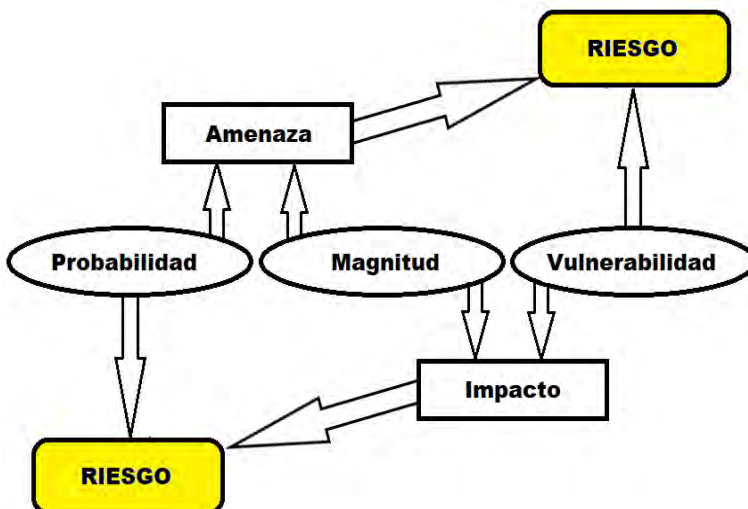 RIESGO
Amenaza
Probabilidad
Magnitud
Vulnerabilidad
Impacto
RIESGO